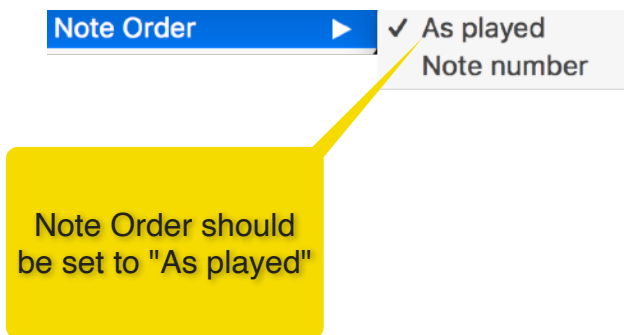 Note Order
As played
Note number
Note Order should
be set to "As played"